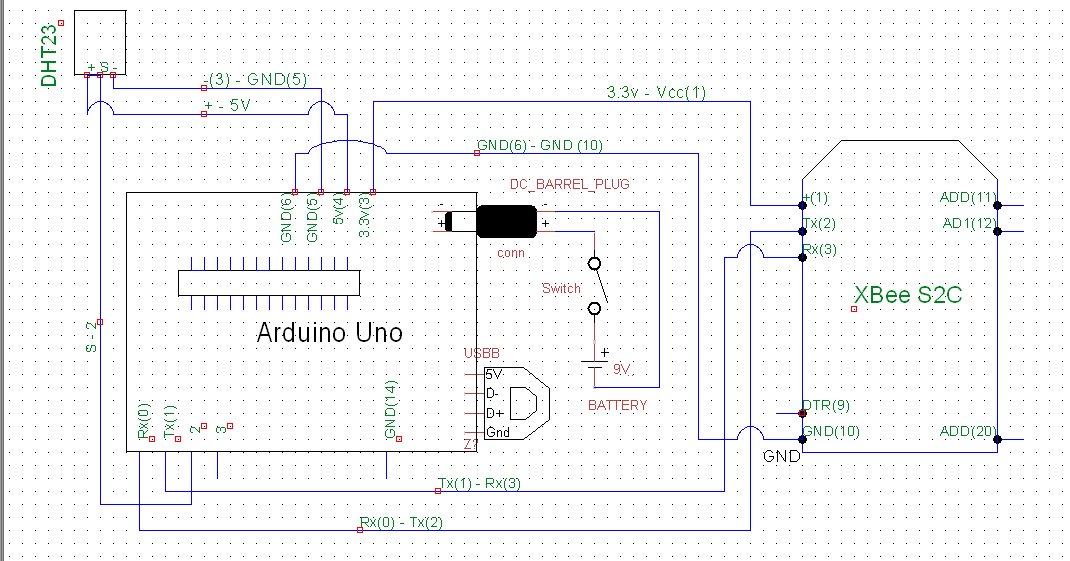 DHT23
+ S -
-(3) - GND(5)
+ - 5V
3.3v - Vcc(1)
GND(6) - GND (10)
DC_BARREL_PLUG
GND(6)
GND(5)
5v(4)
3.3v(3)
- -
+ +
conn
Switch
+(1)
Tx(2)
Rx(3)
ADD(11)
AD1(12)
XBee S2C
Arduino Uno
S - 2
USBB
5V
D-
D+
Gnd
Z?
+
9V
BATTERY
Rx(0)
Tx(1)
2
3
GND(14)
DTR(9)
GND(10)
ADD(20)
GND
Tx(1) - Rx(3)
Rx(0) - Tx(2)